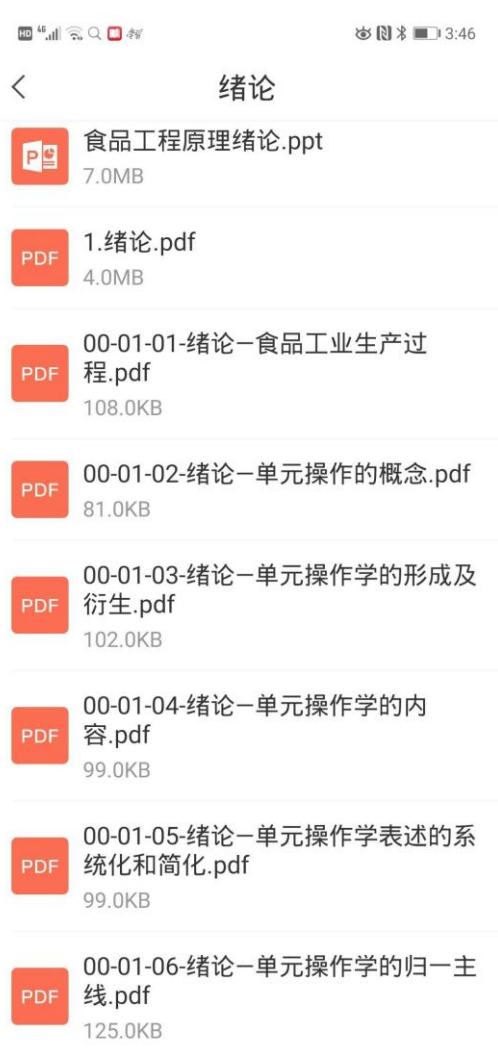 HD 4G 3:46
绪论
食品工程原理绪论.ppt
7.0MB
PDF
1.绪论.pdf
4.0MB
PDF
00-01-01-绪论—食品工业生产过
程.pdf
108.0KB
PDF
00-01-02-绪论—单元操作的概念.pdf
81.0KB
PDF
00-01-03-绪论—单元操作学的形成及
衍生.pdf
102.0KB
PDF
00-01-04-绪论—单元操作学的内
容.pdf
99.0KB
PDF
00-01-05-绪论—单元操作学表述的系
统化和简化.pdf
99.0KB
PDF
00-01-06-绪论—单元操作学的归一主
线.pdf
125.0KB